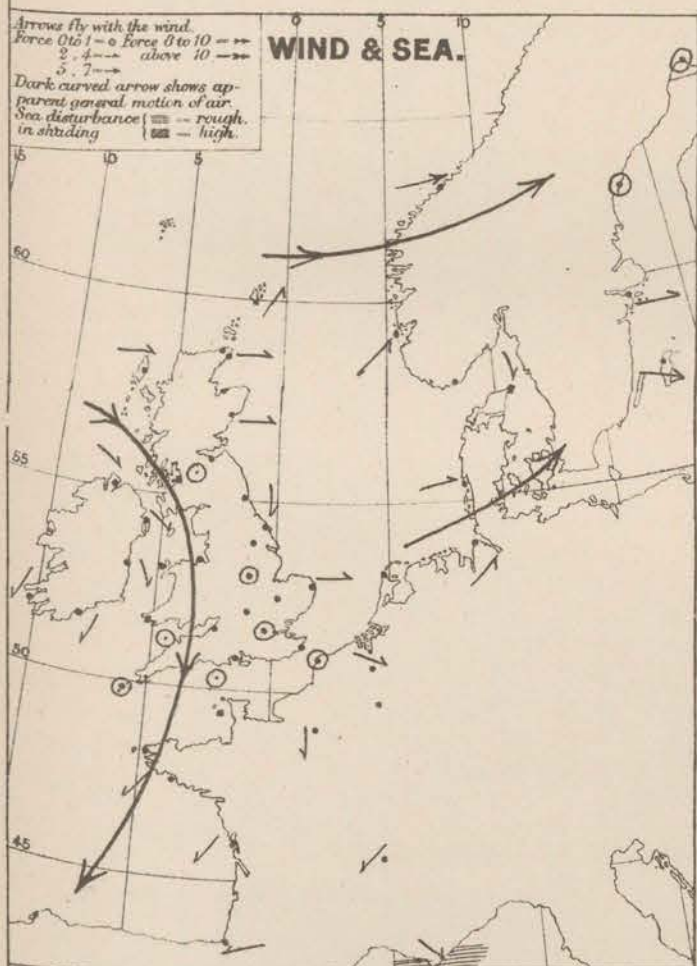 Arrows fly with the wind.
Force 0 to 1 – o Force 8 to 10 –
2 „ 4 – above 10 –
5 „ 7 –
Dark curved arrow shows ap-
parent general motion of air.
Sea disturbance { – rough.
in shading { – high.
WIND & SEA.
0 10
15 10 5 5
60
55
50
45